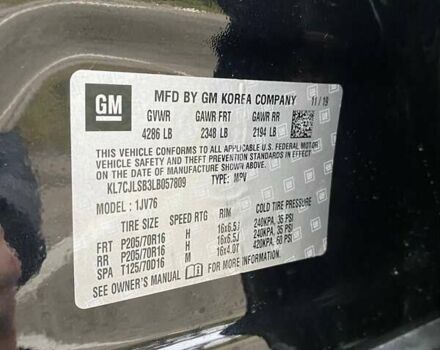 GM MFD BY GM KOREA COMPANY 11/19
GVWR GAWR FRT GAWR RR
4286 LB 2348 LB 2194 LB
THIS VEHICLE CONFORMS TO ALL APPLICABLE U.S. FEDERAL MOTOR
VEHICLE SAFETY, BUMPER, AND THEFT PREVENTION STANDARDS IN EFFECT
ON THE DATE OF MANUFACTURE SHOWN ABOVE.
KL7CJLSB3LB057809 TYPE: MPV
MODEL: 1JV76
TIRE SIZE SPEED RTG RIM COLD TIRE PRESSURE
FRT P205/70R16 H 16x6.5J 240KPA, 35 PSI
RR P205/70R16 H 16x6.5J 240KPA, 35 PSI
SPA T125/70D16 M 16x4.0T 420KPA, 60 PSI
SEE OWNER'S MANUAL FOR MORE INFORMATION